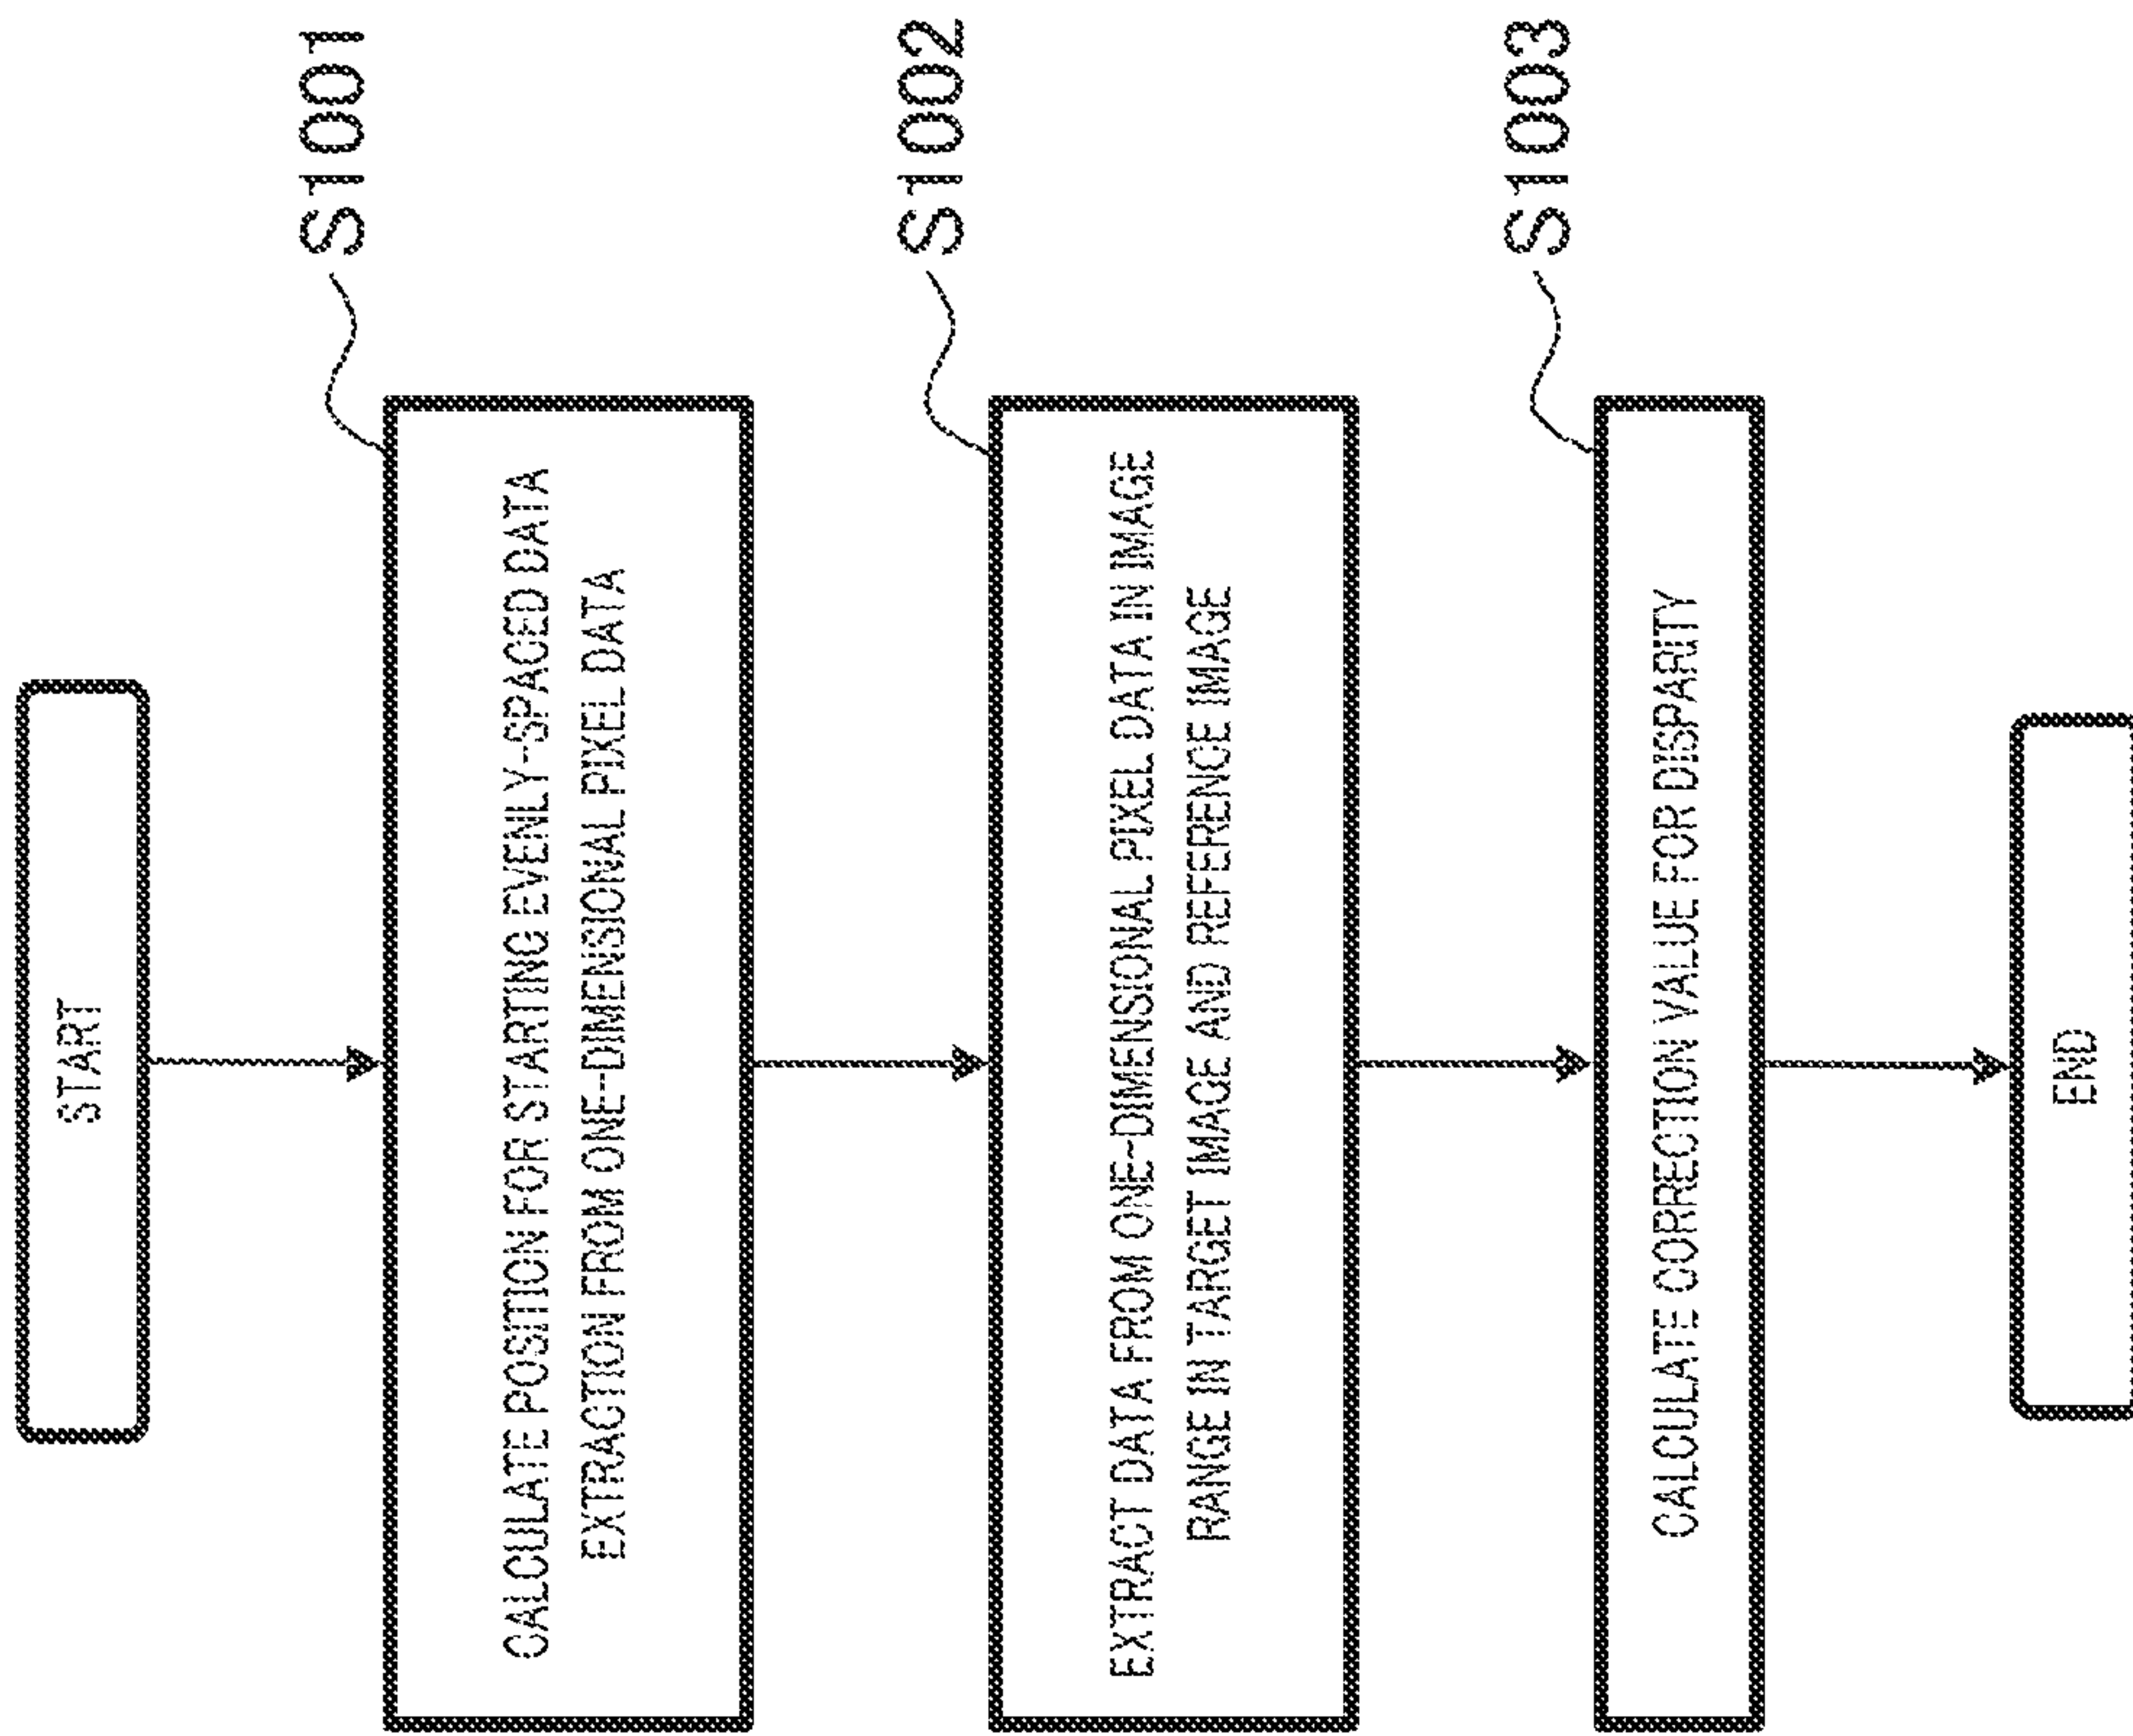 START
S1001
CALCULATE POSITION FOR STARTING EVENLY-SPACED DATA
EXTRACTION FROM ONE-DIMENSIONAL PIXEL DATA
S1002
EXTRACT DATA FROM ONE-DIMENSIONAL PIXEL DATA IN IMAGE
RANGE IN TARGET IMAGE AND REFERENCE IMAGE
S1003
CALCULATE CORRECTION VALUE FOR DISPARITY
END